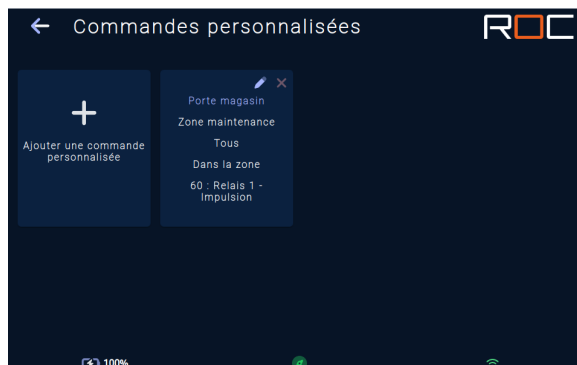 Commandes personnalisées
ROC
Ajouter une commande
personnalisée
Porte magasin
Zone maintenance
Tous
Dans la zone
60 : Relais 1 -
Impulsion
100%